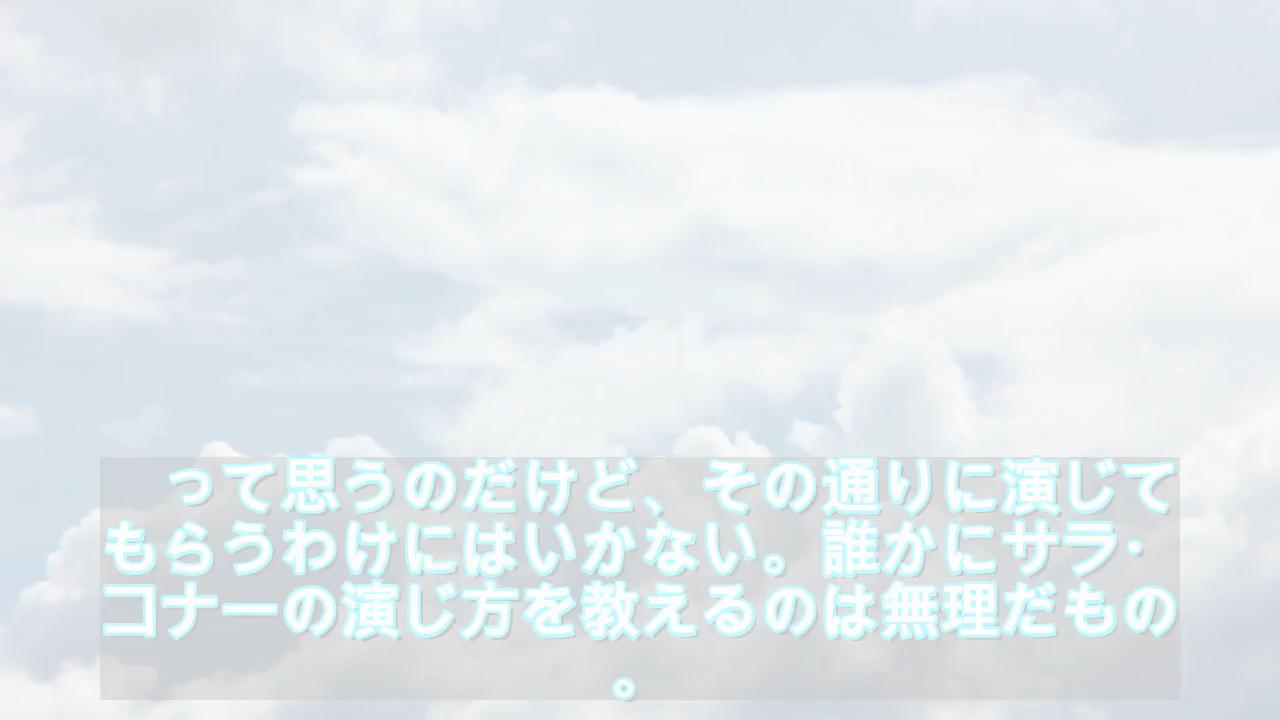 って思うのだけど、その通りに演じて
もらうわけにはいかない。誰かにサラ·
コナーの演じ方を教えるのは無理だもの
。